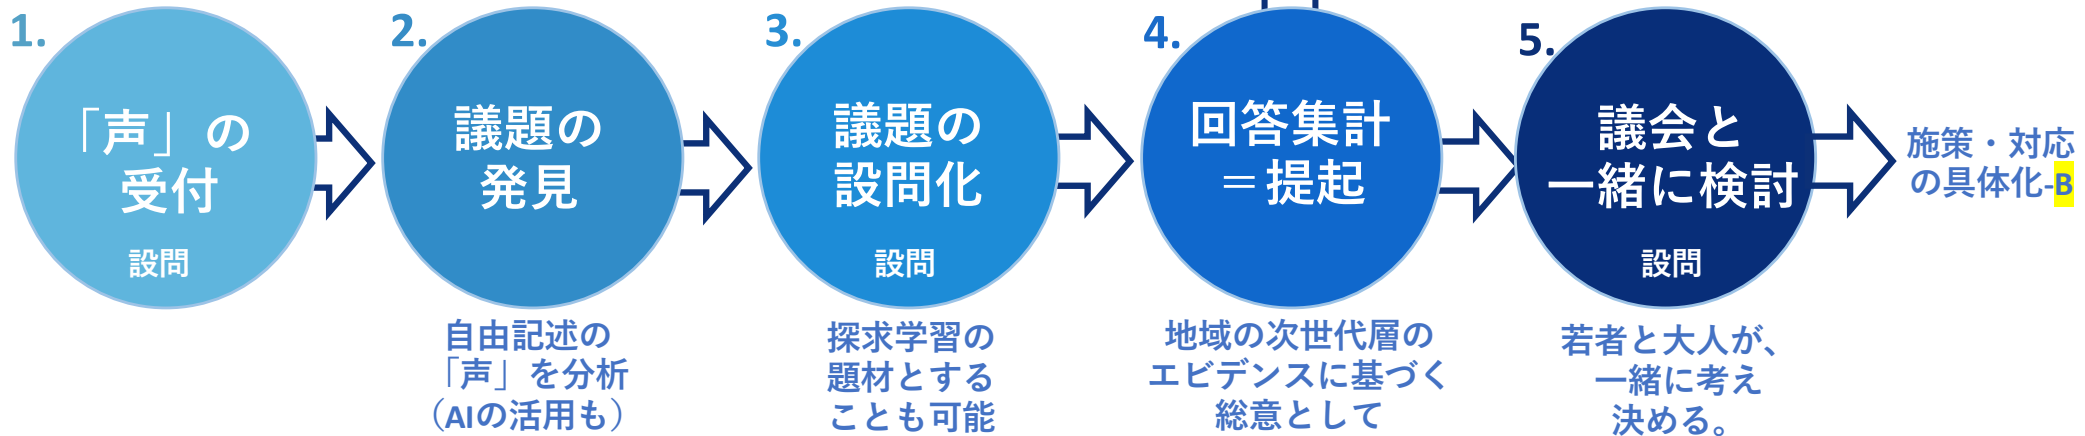 1.
「声」の
受付
設問
2.
議題の
発見
自由記述の
「声」を分析
（AIの活用も）
3.
議題の
設問化
設問
探求学習の
題材とする
ことも可能
4.
回答集計
＝提起
地域の次世代層の
エビデンスに基づく
総意として
5.
議会と
一緒に検討
設問
若者と大人が、
一緒に考え
決める。
施策・対応
の具体化-B